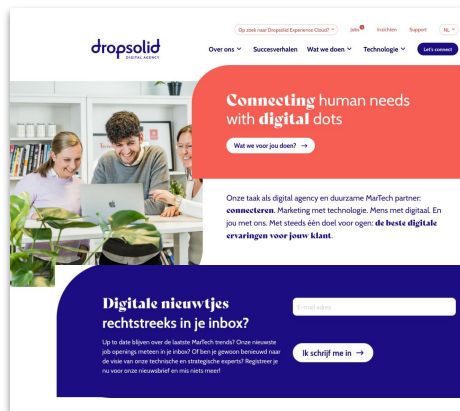 Op zoek naar Dropsolid Experience Cloud?
Jobs
Inzichten
Support
NL
dropsolid
DIGITAL AGENCY
Over ons
Succesverhalen
Wat we doen
Technologie
Let's connect
Connecting human needs
with digital dots
Wat we voor jou doen? →
Onze taak als digital agency en duurzame MarTech partner:
connecteren. Marketing met technologie. Mens met digitaal. En
jou met ons. Met steeds één doel voor ogen: de beste digitale
ervaringen voor jouw klant.
Digitale nieuwtjes
rechtstreeks in je inbox?
Up to date blijven over de laatste MarTech trends? Onze nieuwste
job openings meteen in je inbox? Of ben je gewoon benieuwd naar
de visie van onze technische en strategische experts? Registreer je
nu voor onze nieuwsbrief en mis niets meer!
E-mail adres
Ik schrijf me in →